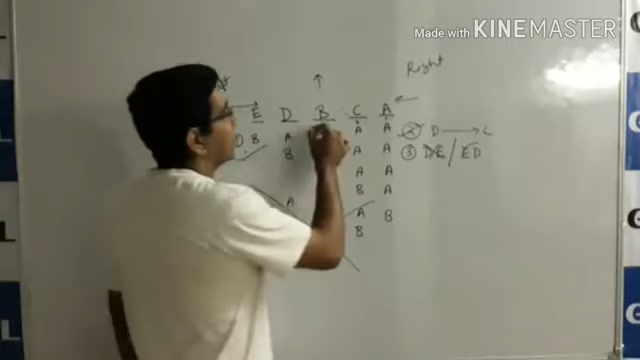 Made with KINEMASTER
Right
↑
→ E D B C A ←
B A A A ② D → C
B A A ③ DE / ED
A A
B A
A A B
B